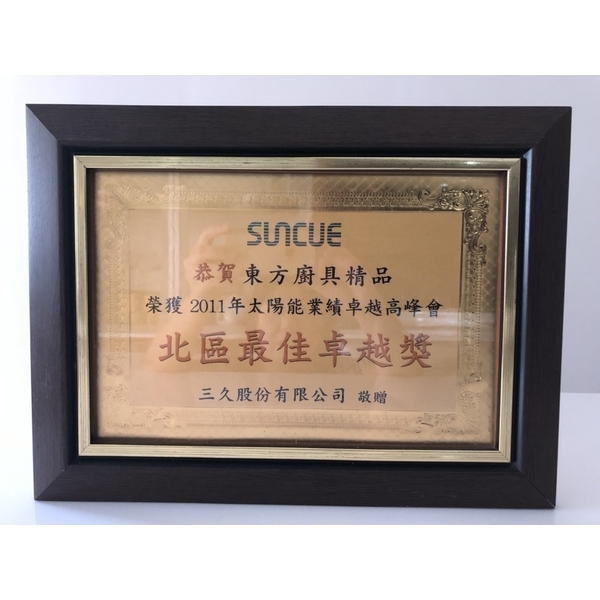 SUNCUE
恭賀 東方廚具精品
榮獲 2011年太陽能業績卓越高峰會
北區最佳卓越獎
三久股份有限公司 敬贈